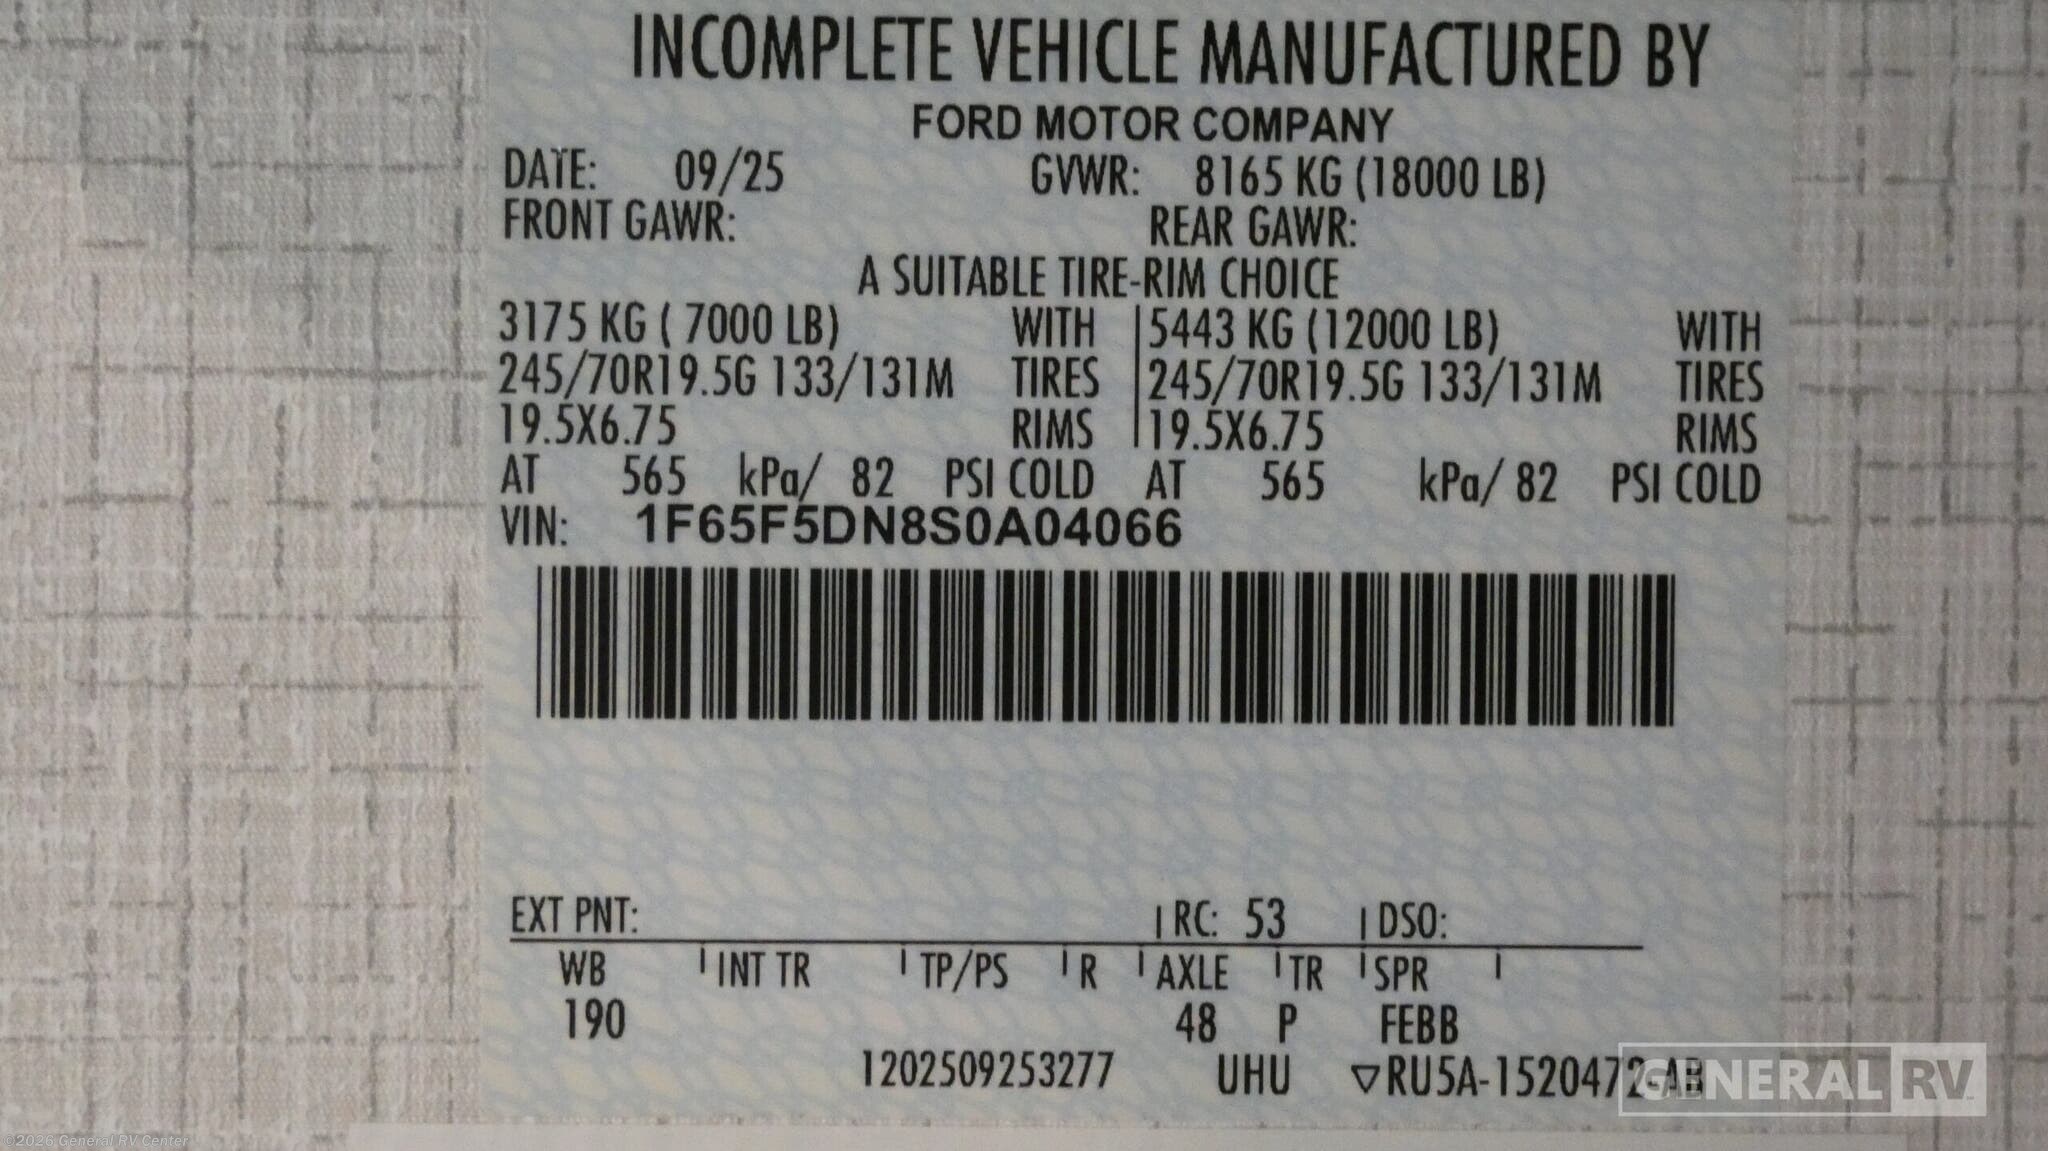 INCOMPLETE VEHICLE MANUFACTURED BY
FORD MOTOR COMPANY
DATE: 09/25 GVWR: 8165 KG (18000 LB)
FRONT GAWR: REAR GAWR:
A SUITABLE TIRE-RIM CHOICE
3175 KG ( 7000 LB) WITH 5443 KG (12000 LB) WITH
245/70R19.5G 133/131M TIRES 245/70R19.5G 133/131M TIRES
19.5X6.75 RIMS 19.5X6.75 RIMS
AT 565 kPa/ 82 PSI COLD AT 565 kPa/ 82 PSI COLD
VIN: 1F65F5DN8S0A04066
EXT PNT: RC: 53 DSO:
WB INT TR TP/PS R AXLE TR SPR
190 48 P FEBB
1202509253277 UHU ▽RU5A-1520472-AB
GENERAL RV
©2026 General RV Center